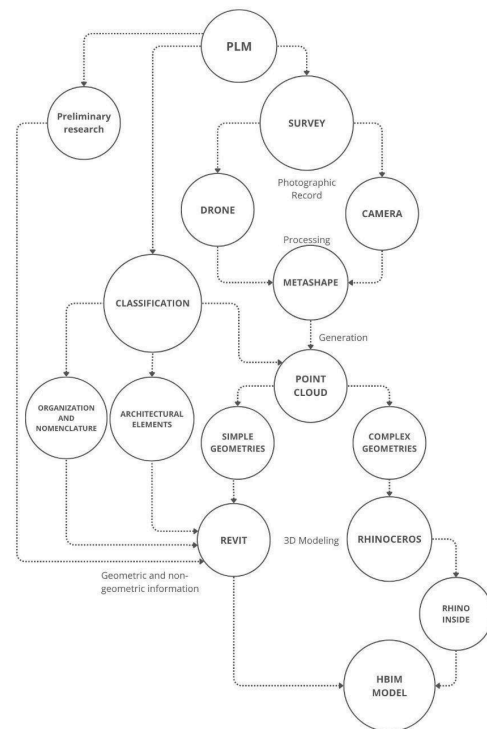 PLM
Preliminary
research
SURVEY
Photographic
Record
DRONE
CAMERA
Processing
METASHAPE
CLASSIFICATION
Generation
POINT
CLOUD
ORGANIZATION
AND
NOMENCLATURE
ARCHITECTURAL
ELEMENTS
SIMPLE
GEOMETRIES
COMPLEX
GEOMETRIES
REVIT
3D Modeling
RHINOCEROS
Geometric and non-
geometric information
RHINO
INSIDE
HBIM
MODEL